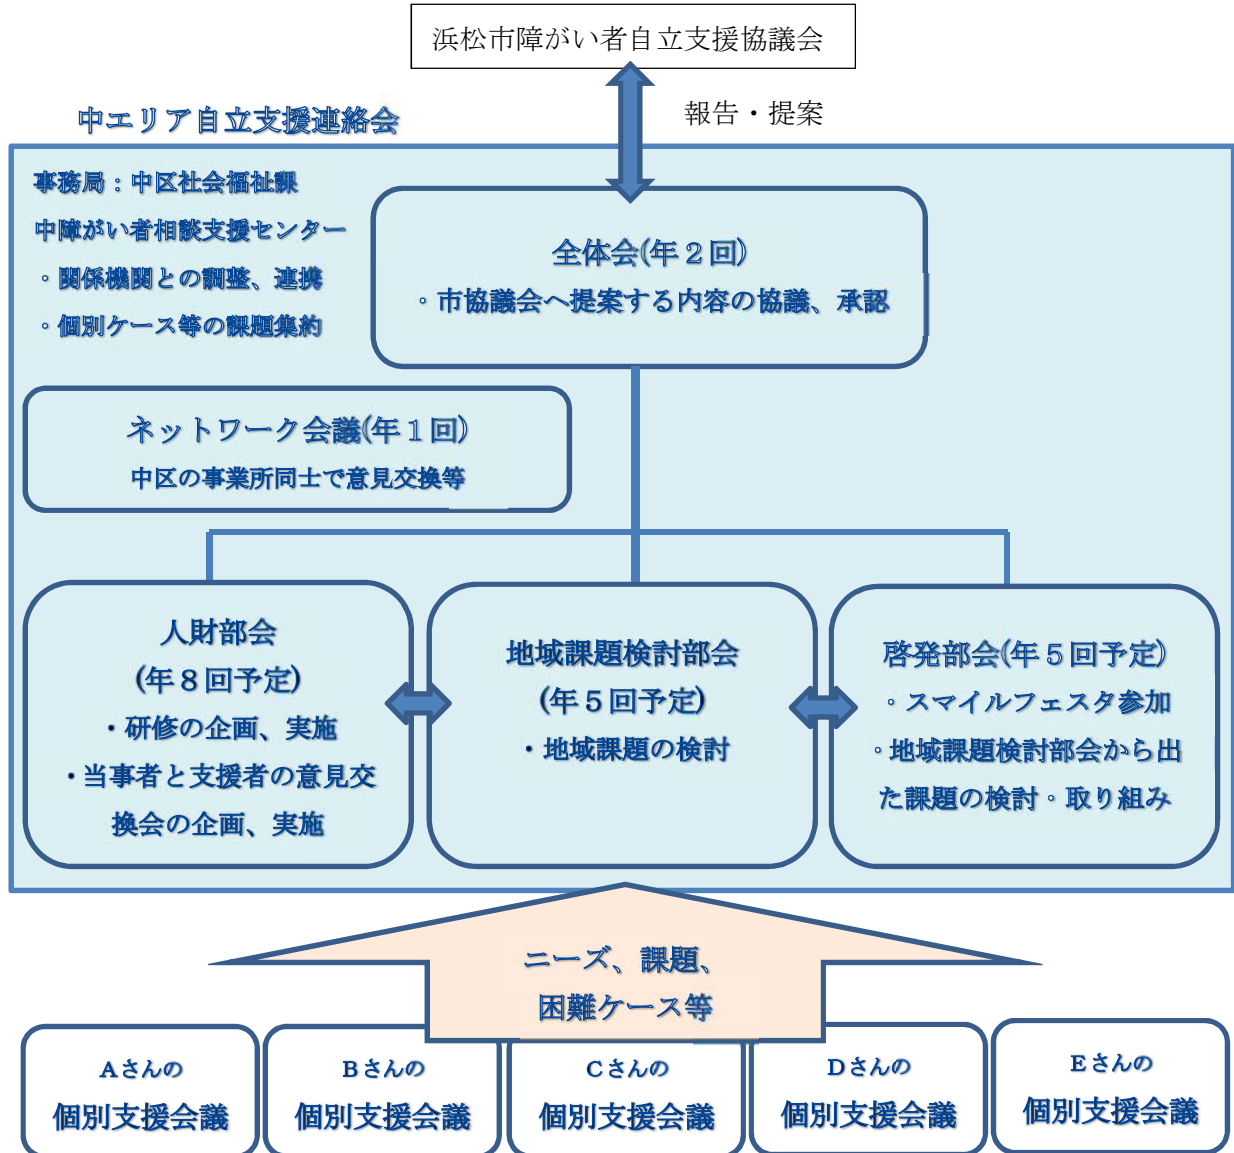 浜松市障がい者自立支援協議会
報告・提案
中エリア自立支援連絡会
事務局：中区社会福祉課
中障がい者相談支援センター
・関係機関との調整、連携
・個別ケース等の課題集約
全体会(年２回)
・市協議会へ提案する内容の協議、承認
ネットワーク会議(年１回)
中区の事業所同士で意見交換等
人財部会
(年８回予定)
・研修の企画、実施
・当事者と支援者の意見交
換会の企画、実施
地域課題検討部会
(年５回予定)
・地域課題の検討
啓発部会(年５回予定)
・スマイルフェスタ参加
・地域課題検討部会から出
た課題の検討・取り組み
ニーズ、課題、
困難ケース等
Ａさんの
個別支援会議
Ｂさんの
個別支援会議
Ｃさんの
個別支援会議
Ｄさんの
個別支援会議
Ｅさんの
個別支援会議